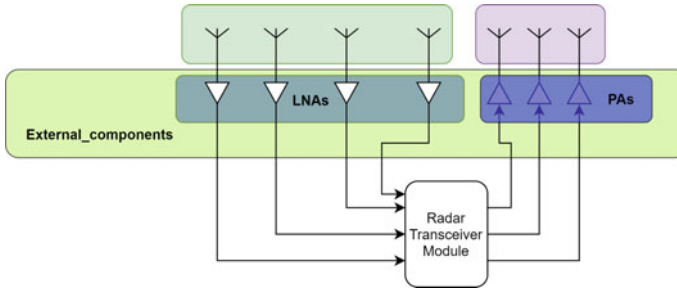 LNAs
PAs
External_components
Radar
Transceiver
Module